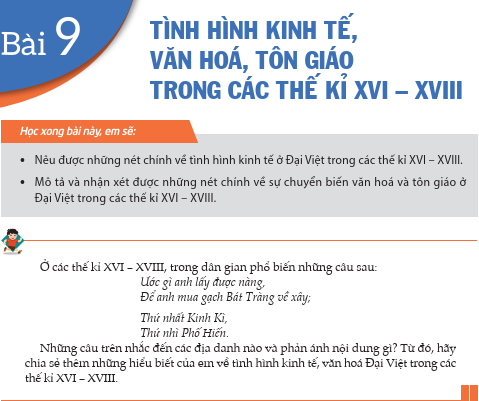 Bài 9
TÌNH HÌNH KINH TẾ,
VĂN HOÁ, TÔN GIÁO
TRONG CÁC THẾ KỈ XVI – XVIII
Học xong bài này, em sẽ:
• Nêu được những nét chính về tình hình kinh tế ở Đại Việt trong các thế kỉ XVI – XVIII.
• Mô tả và nhận xét được những nét chính về sự chuyển biến văn hoá và tôn giáo ở
Đại Việt trong các thế kỉ XVI – XVIII.
Ở các thế kỉ XVI – XVIII, trong dân gian phổ biến những câu sau:
Ước gì anh lấy được nàng,
Để anh mua gạch Bát Tràng về xây;
Thứ nhất Kinh Kì,
Thứ nhì Phố Hiến.
Những câu trên nhắc đến các địa danh nào và phản ánh nội dung gì? Từ đó, hãy
chia sẻ thêm những hiểu biết của em về tình hình kinh tế, văn hoá Đại Việt trong các
thế kỉ XVI – XVIII.